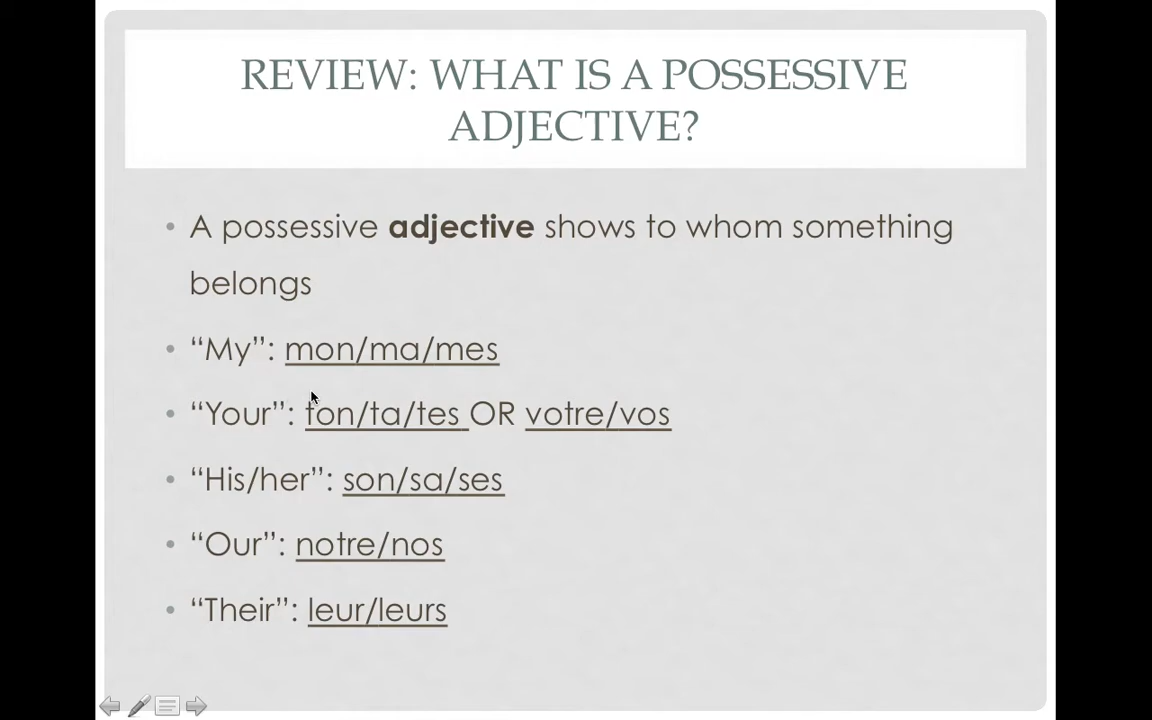 REVIEW: WHAT IS A POSSESSIVE
ADJECTIVE?
• A possessive adjective shows to whom something
belongs
• “My”: mon/ma/mes
• “Your”: ton/ta/tes OR votre/vos
• “His/her”: son/sa/ses
• “Our”: notre/nos
• “Their”: leur/leurs